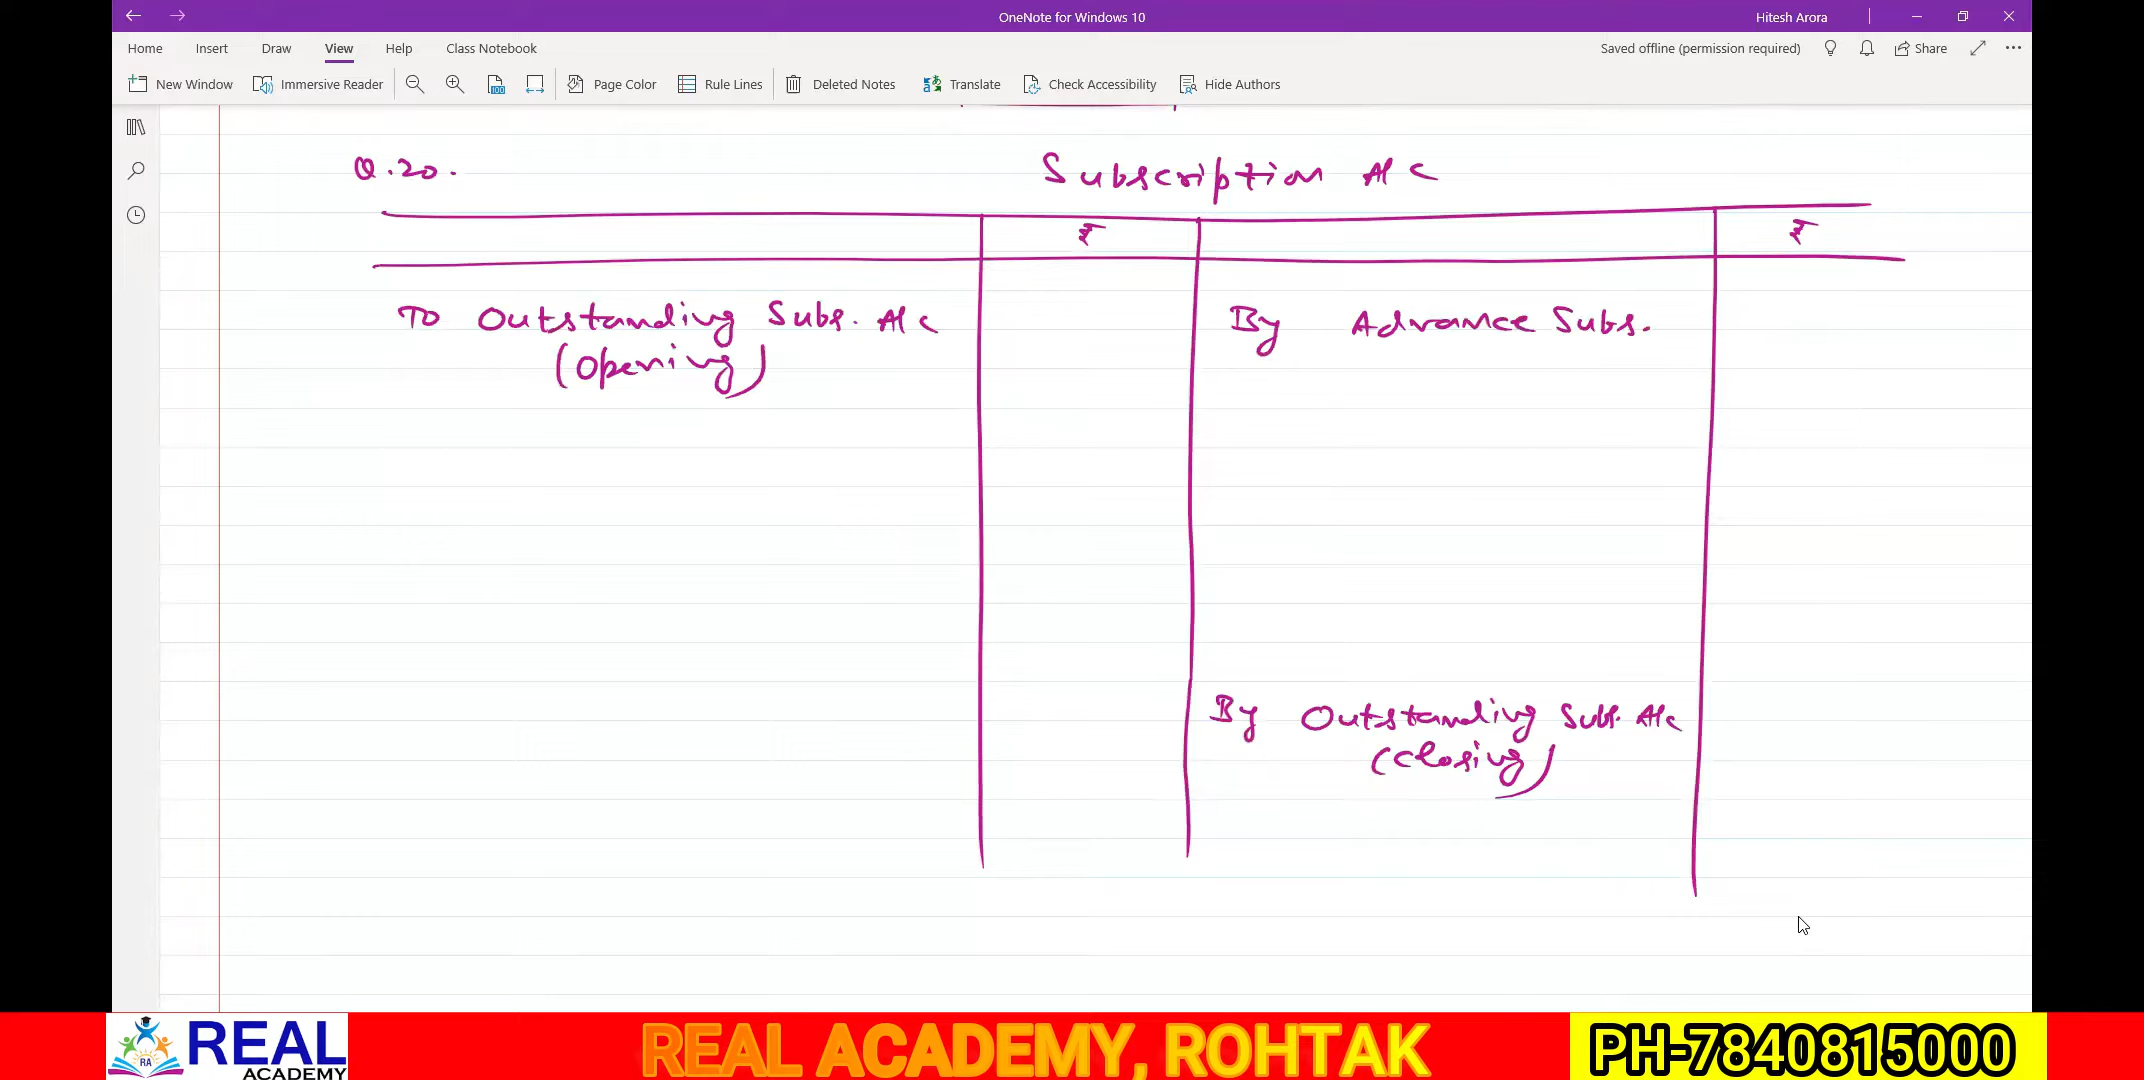 OneNote for Windows 10
Hitesh Arora
Home Insert Draw View Help Class Notebook
Saved offline (permission required) Share
New Window Immersive Reader Page Color Rule Lines Deleted Notes Translate Check Accessibility Hide Authors
Q.20. Subscription A/c
₹ ₹
To Outstanding Subs. A/c By Advance Subs.
(Opening)
By Outstanding Subs. A/c
(Closing)
RA
REAL
ACADEMY
REAL ACADEMY, ROHTAK
PH-7840815000